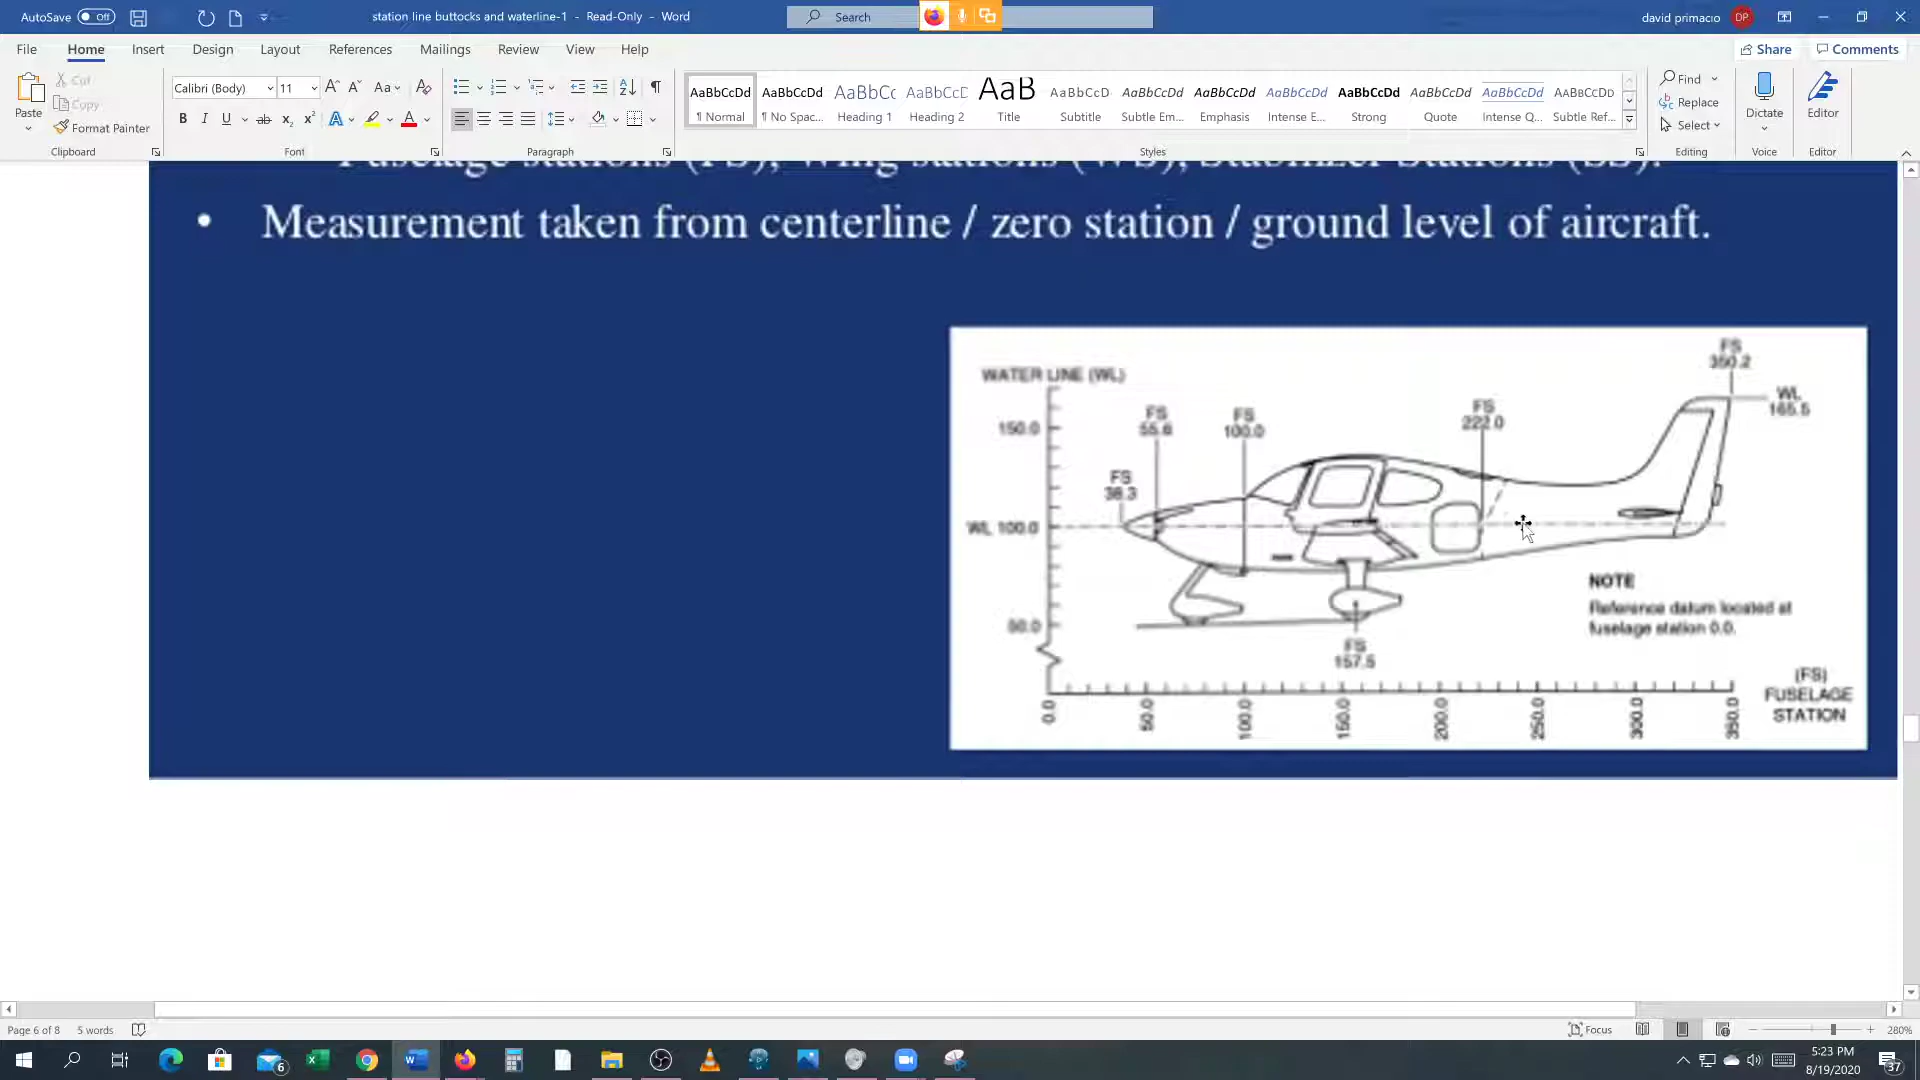 AutoSave Off station line buttocks and waterline-1 - Read-Only - Word Search david primacio DP
File Home Insert Design Layout References Mailings Review View Help Share Comments
Paste Cut Copy Format Painter
Calibri (Body) 11
AaBbCcDd AaBbCcDd AaBbCc AaBbCcC AaB AaBbCcD AaBbCcDd AaBbCcDd AaBbCcDd AaBbCcDd AaBbCcDd AaBbCcDd AABBCCDD
¶ Normal ¶ No Spac... Heading 1 Heading 2 Title Subtitle Subtle Em... Emphasis Intense E... Strong Quote Intense Q... Subtle Ref...
Find Replace Select Dictate Editor
Clipboard Font Paragraph Styles Editing Voice Editor
Fuselage stations (FS), Wing stations (WS), Stabilizer Stations (SS).
• Measurement taken from centerline / zero station / ground level of aircraft.
WATER LINE (WL)
FS 350.2
WL 165.5
150.0
FS 55.6
FS 100.0
FS 222.0
FS 38.3
WL 100.0
50.0
FS 157.5
NOTE
Reference datum located at
fuselage station 0.0.
(FS)
FUSELAGE
STATION
0.0 50.0 100.0 150.0 200.0 250.0 300.0 350.0
Page 6 of 8 5 words Focus 280%
6
5:23 PM
8/19/2020
37